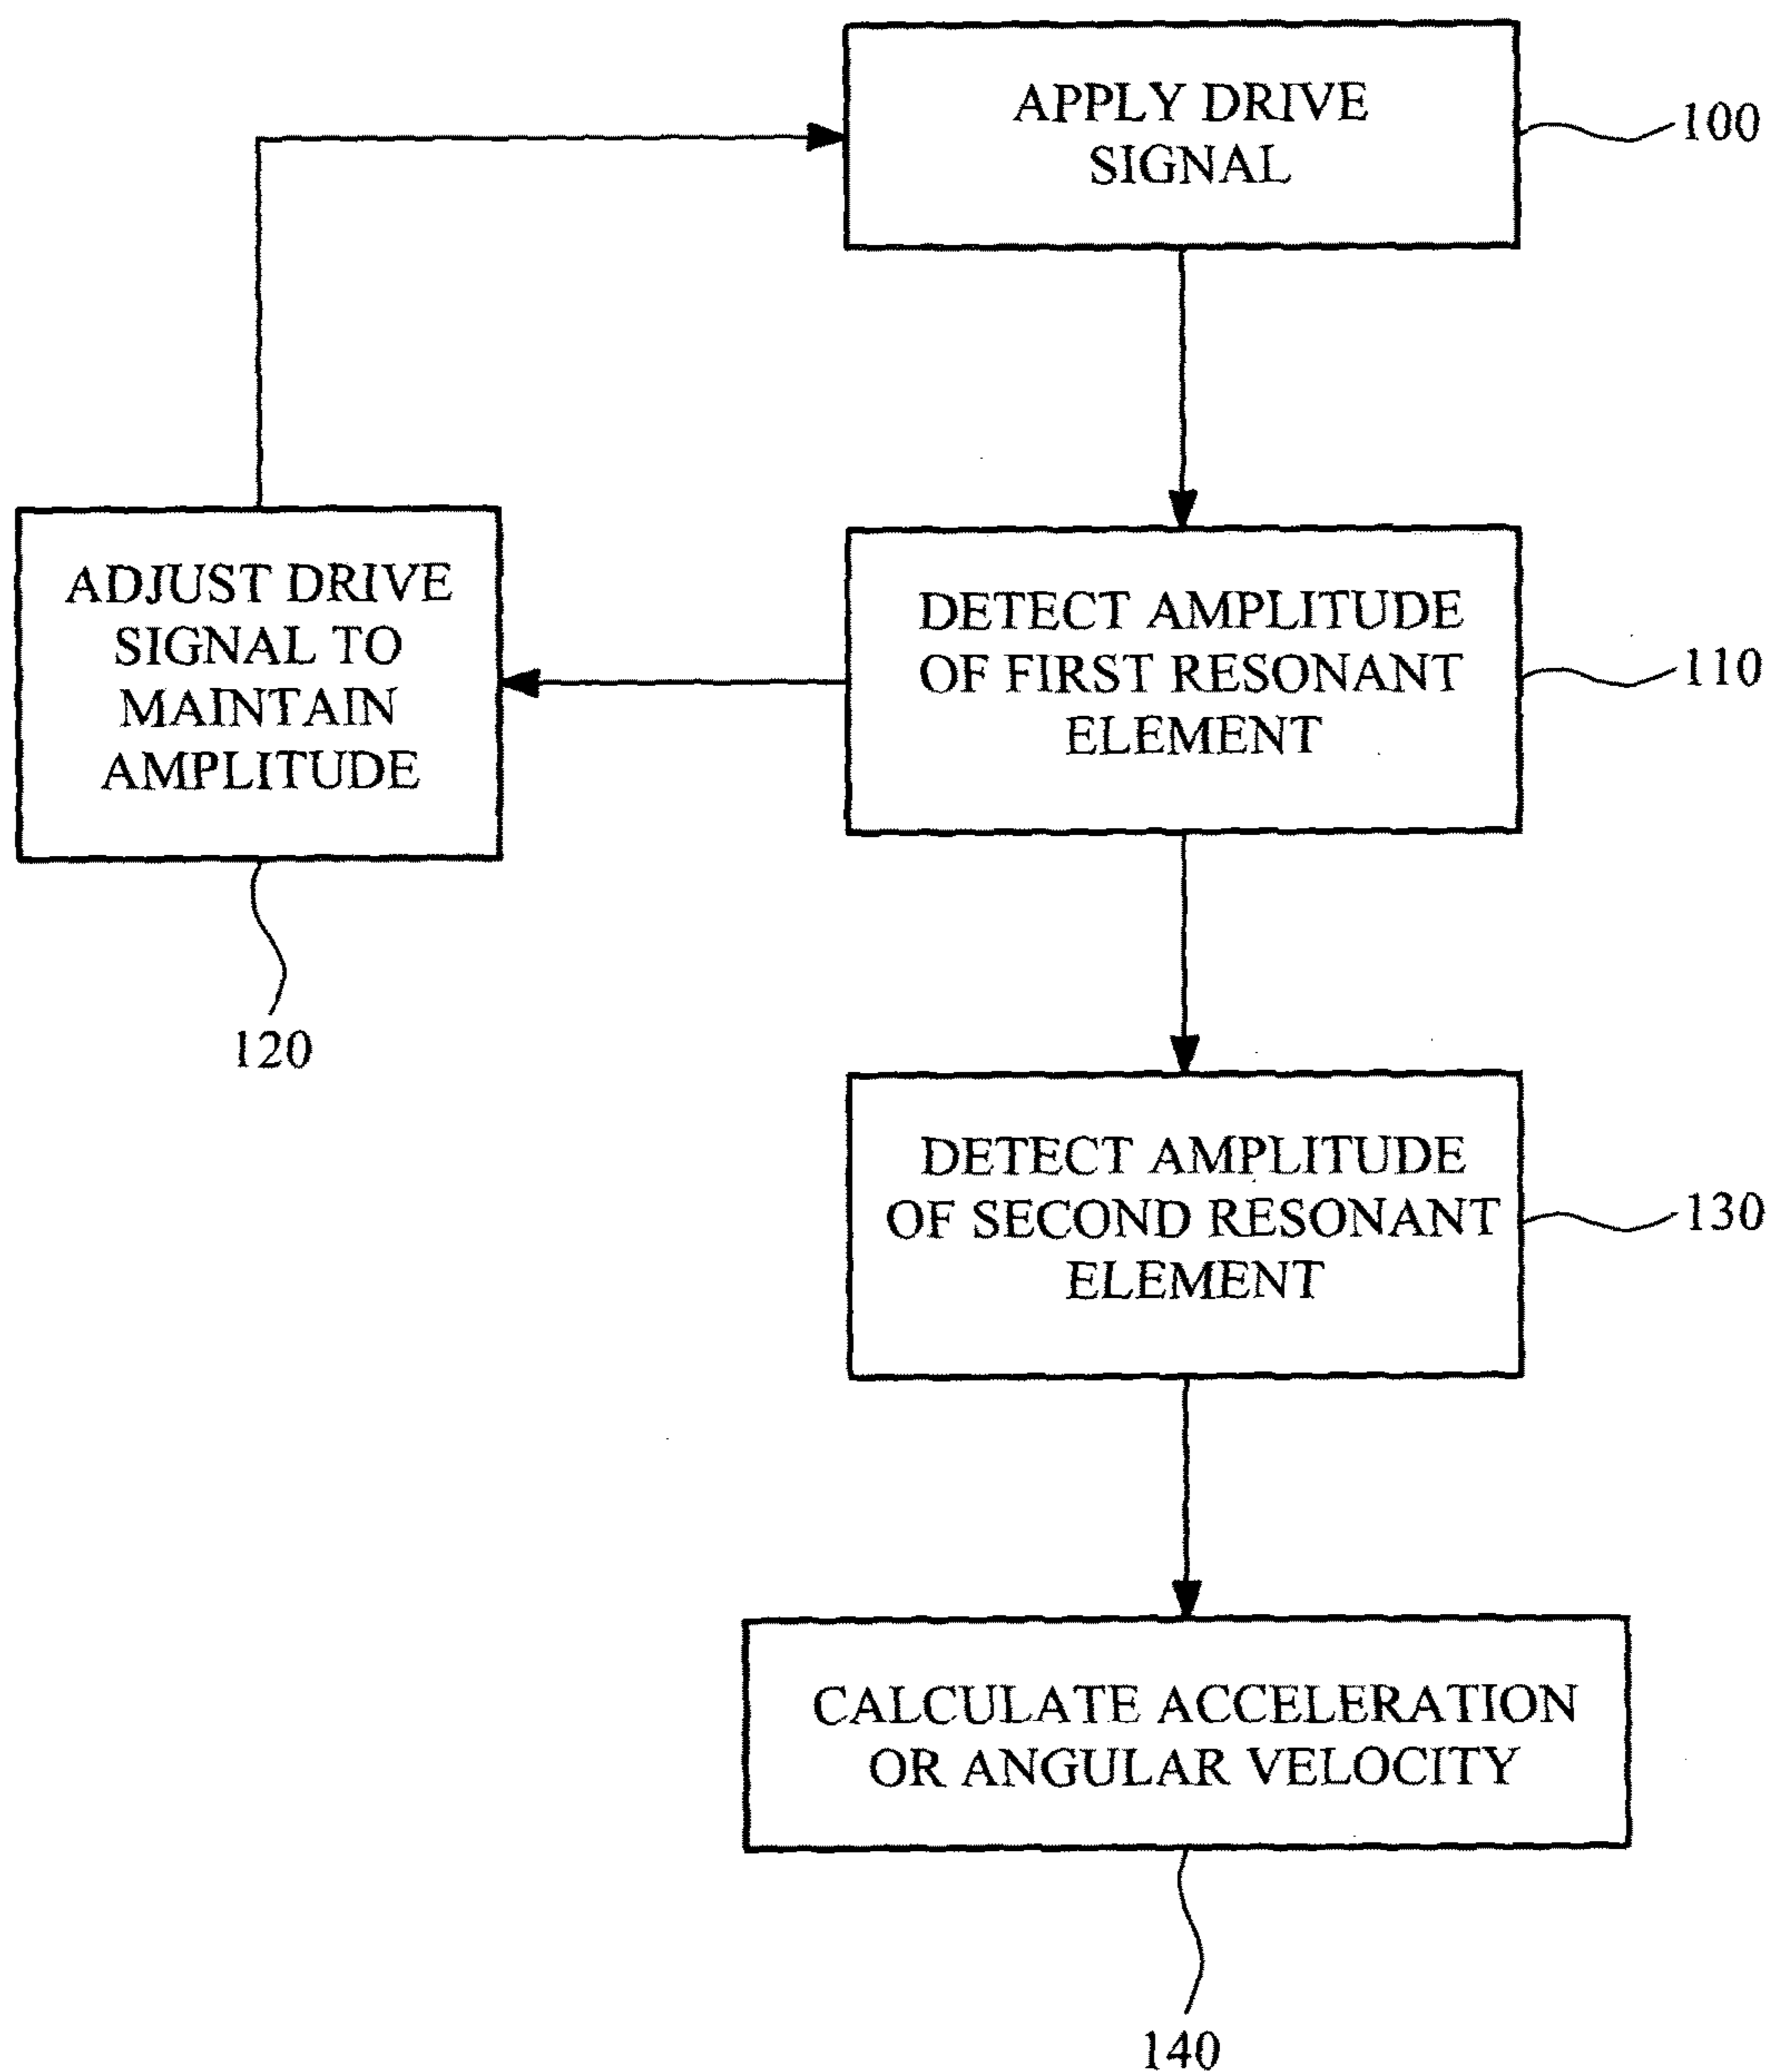 APPLY DRIVE
SIGNAL
100
ADJUST DRIVE
SIGNAL TO
MAINTAIN
AMPLITUDE
120
DETECT AMPLITUDE
OF FIRST RESONANT
ELEMENT
110
DETECT AMPLITUDE
OF SECOND RESONANT
ELEMENT
130
CALCULATE ACCELERATION
OR ANGULAR VELOCITY
140